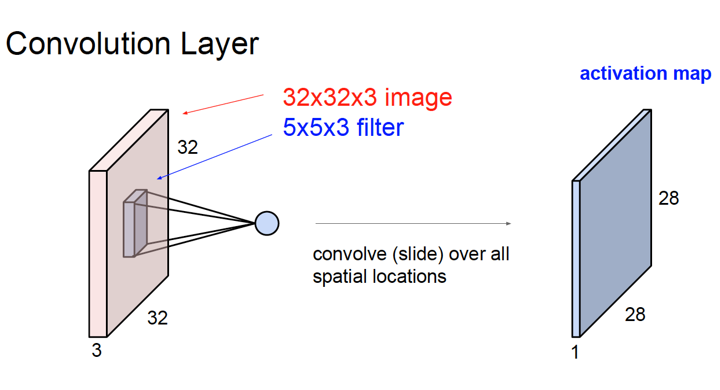 Convolution Layer
activation map
32x32x3 image
5x5x3 filter
32
32
3
convolve (slide) over all
spatial locations
28
28
1